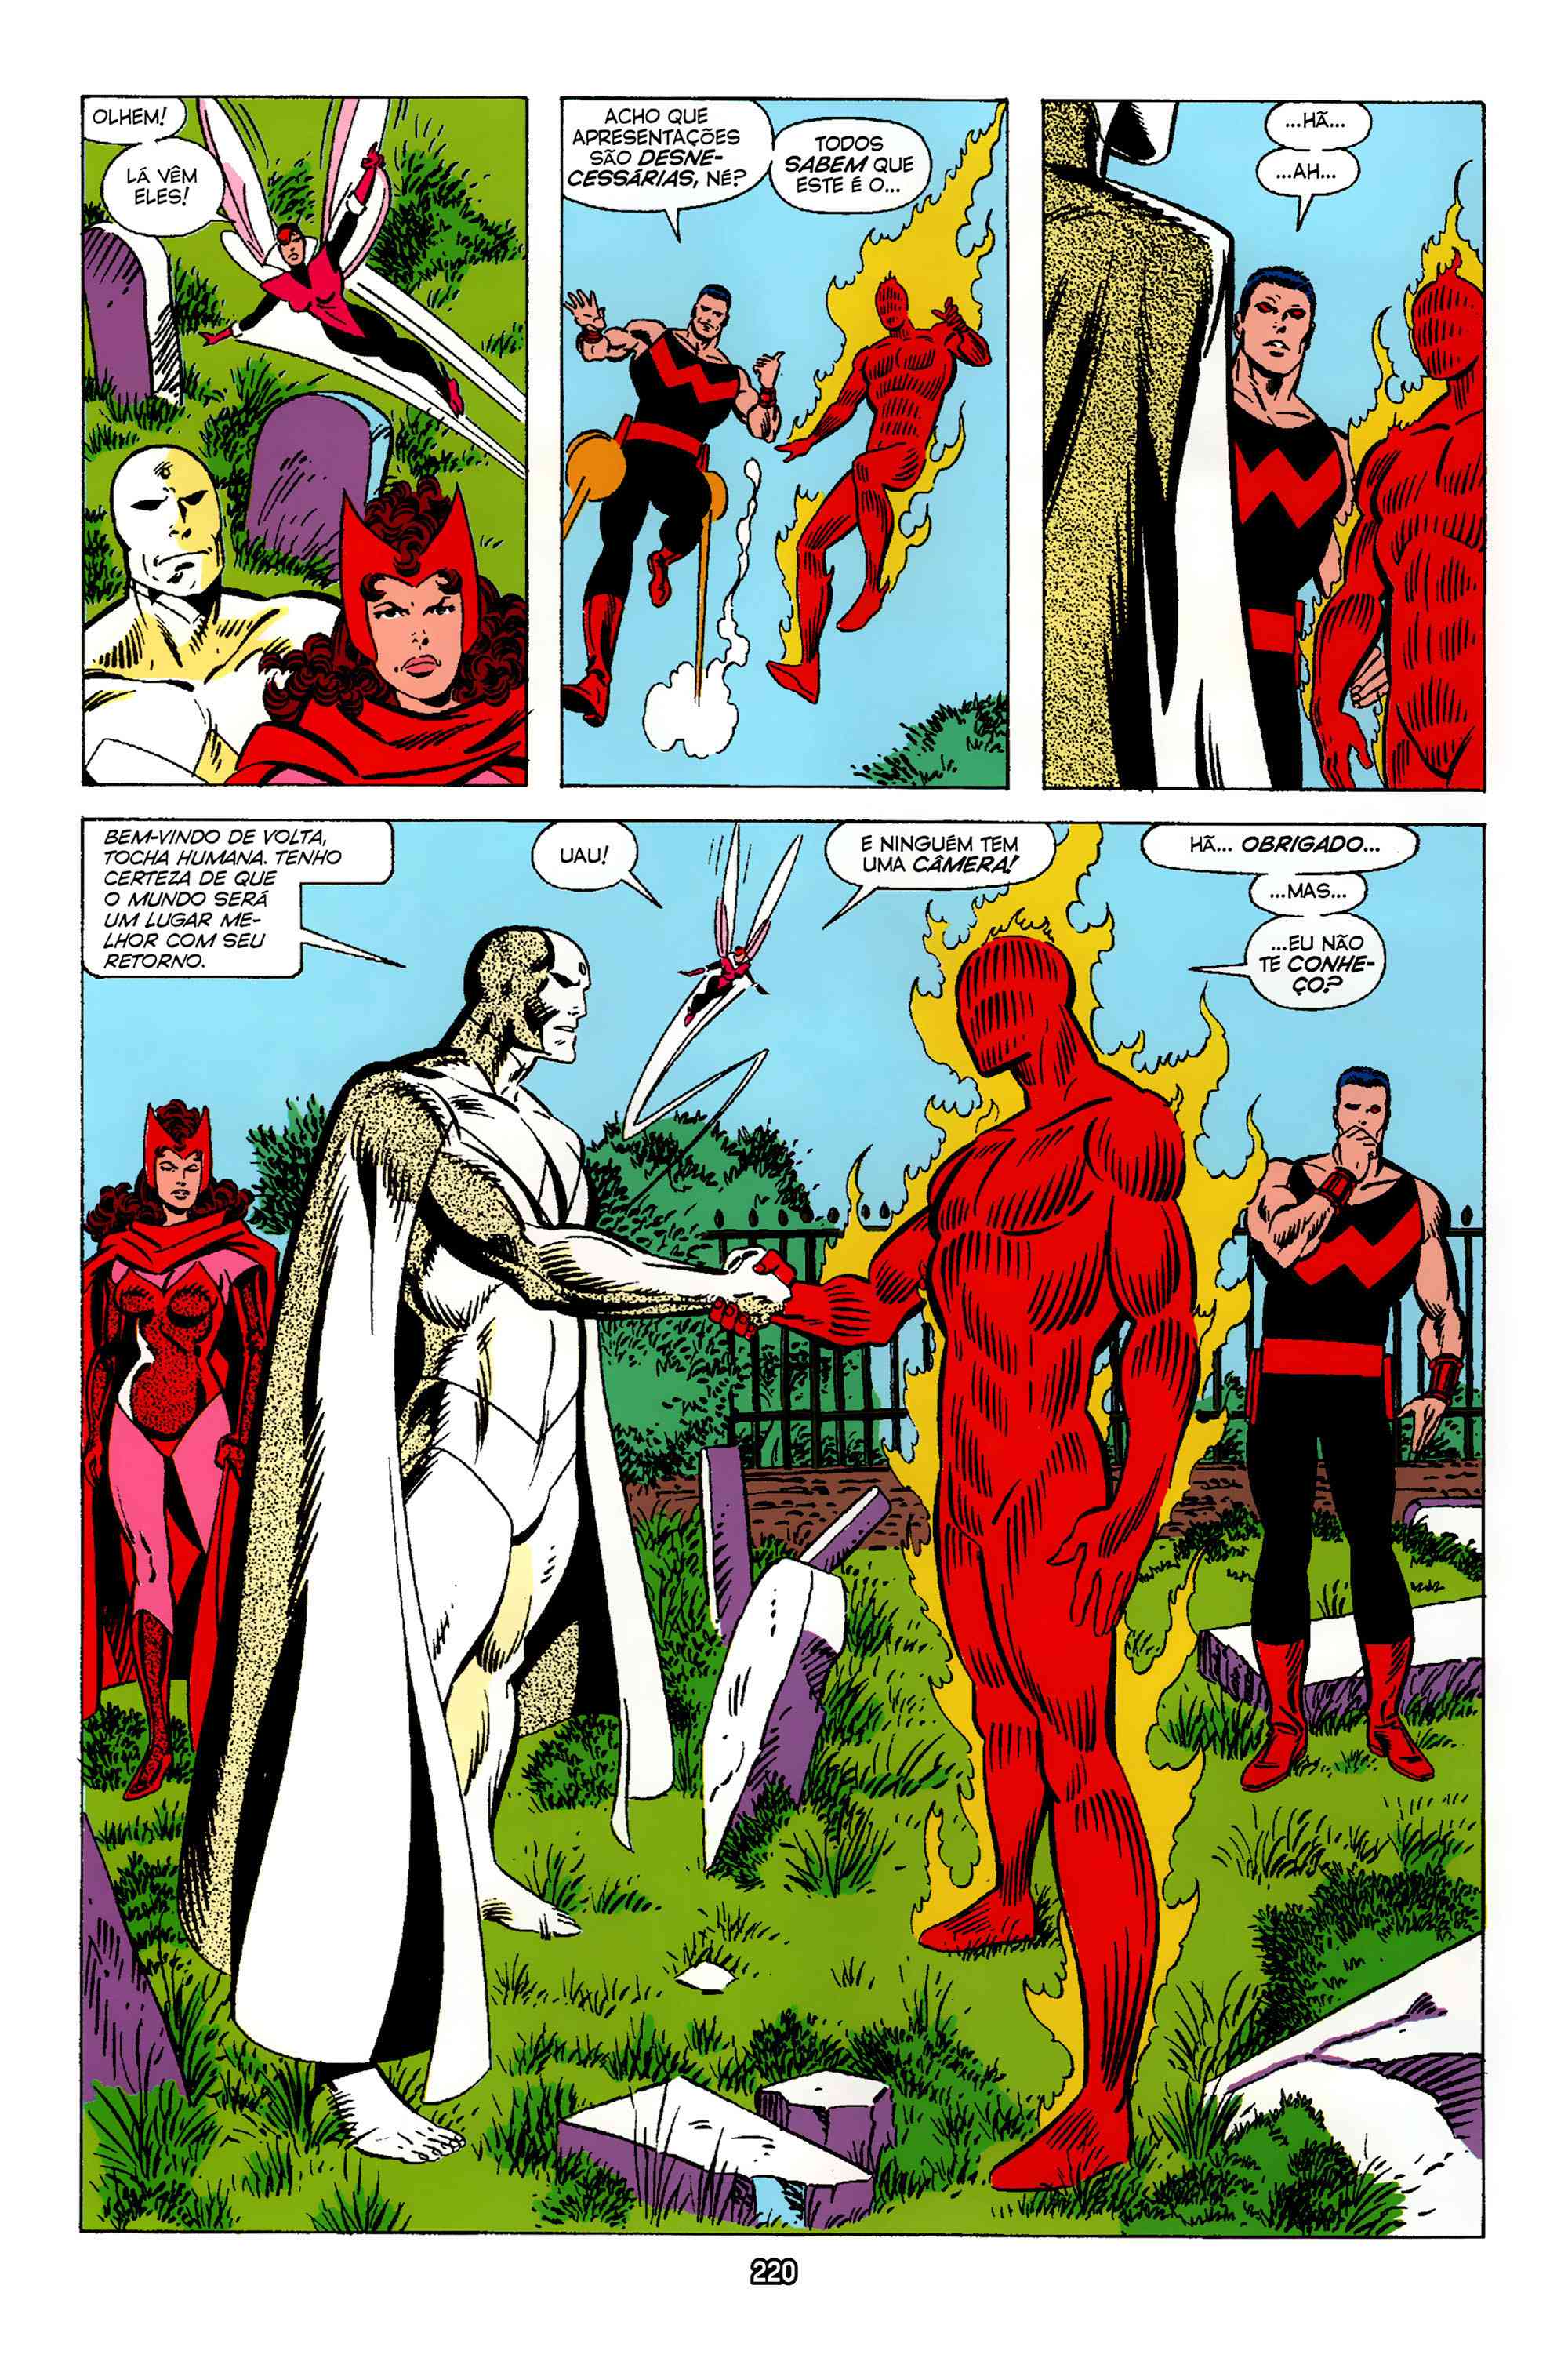 OLHEM!
LÁ VÊM
ELES!
ACHO QUE
APRESENTAÇÕES
SÃO DESNE-
CESSÁRIAS, NÉ?
TODOS
SABEM QUE
ESTE É O...
...HÃ...
...AH...
BEM-VINDO DE VOLTA,
TOCHA HUMANA. TENHO
CERTEZA DE QUE
O MUNDO SERÁ
UM LUGAR ME-
LHOR COM SEU
RETORNO.
UAU!
E NINGUÉM TEM
UMA CÂMERA!
HÃ... OBRIGADO...
...MAS...
...EU NÃO
TE CONHE-
ÇO?
220